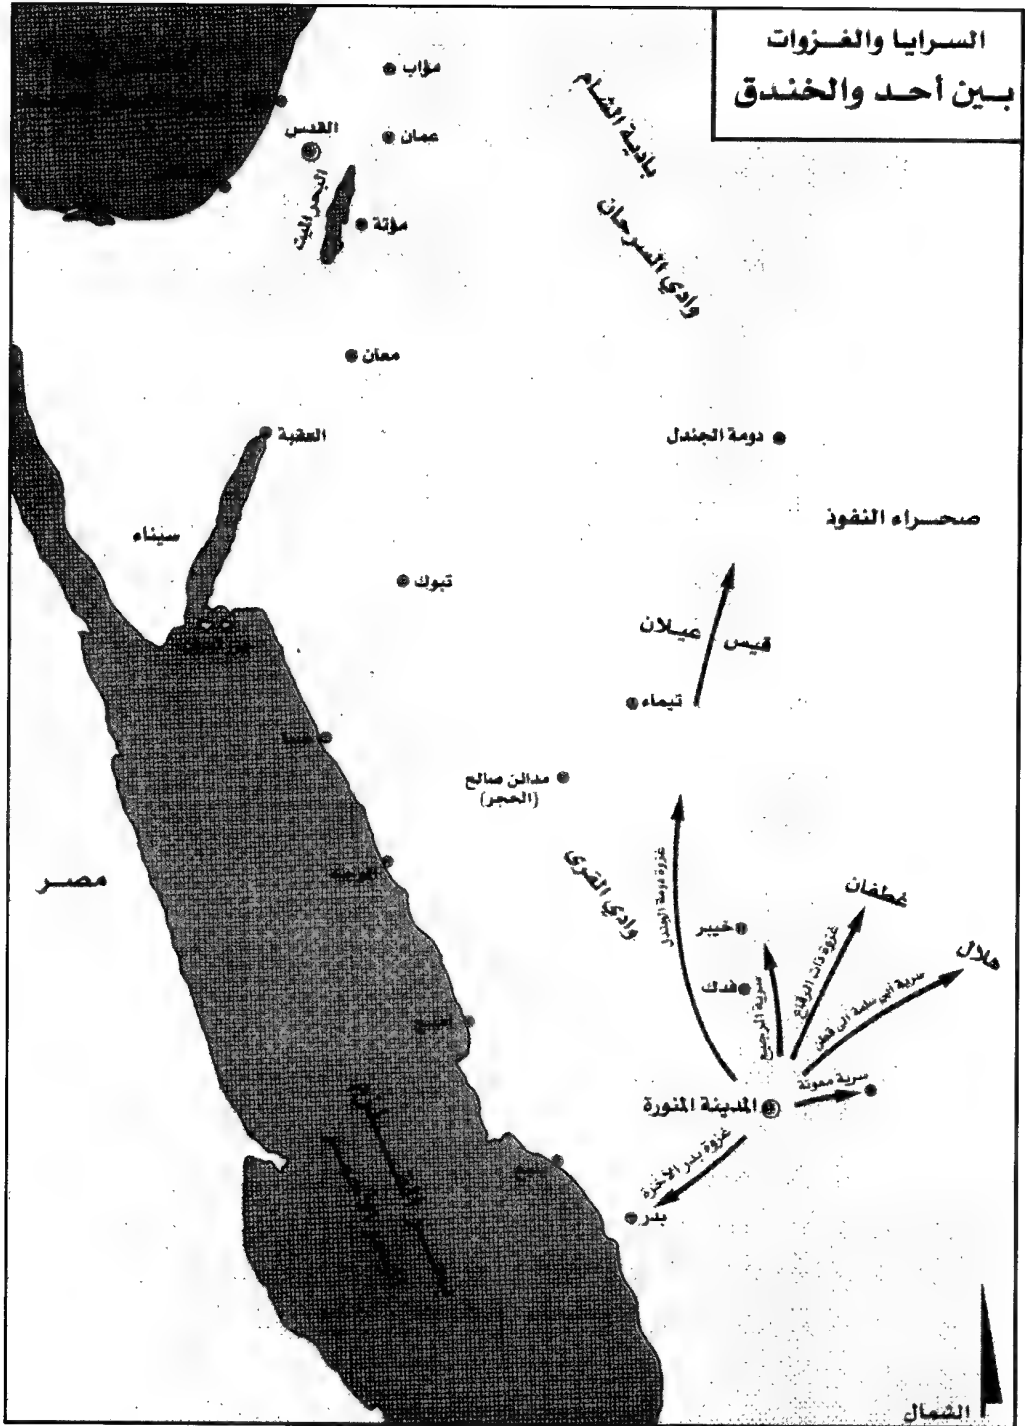 السرايا والغزوات
بين أحد والخندق
مؤاب
بادية الشام
القدس
عمان
البحر الميت
مؤتة
وادي السرحان
معان
العقبة
دومة الجندل
صحراء النفوذ
سيناء
تبوك
قيس عيلان
تيماء
مدائن صالح
(الحجر)
مصر
الوجه
وادي القرى
غزوة دومة الجندل
خيبر
فدك
سرية الرجيع
غزوة ذات الرقاع
غطفان
سرية أبي سلمة الى قطن
هلال
سرية معونة
المدينة المنورة
غزوة بدر الآخرة
بدر
الشمال